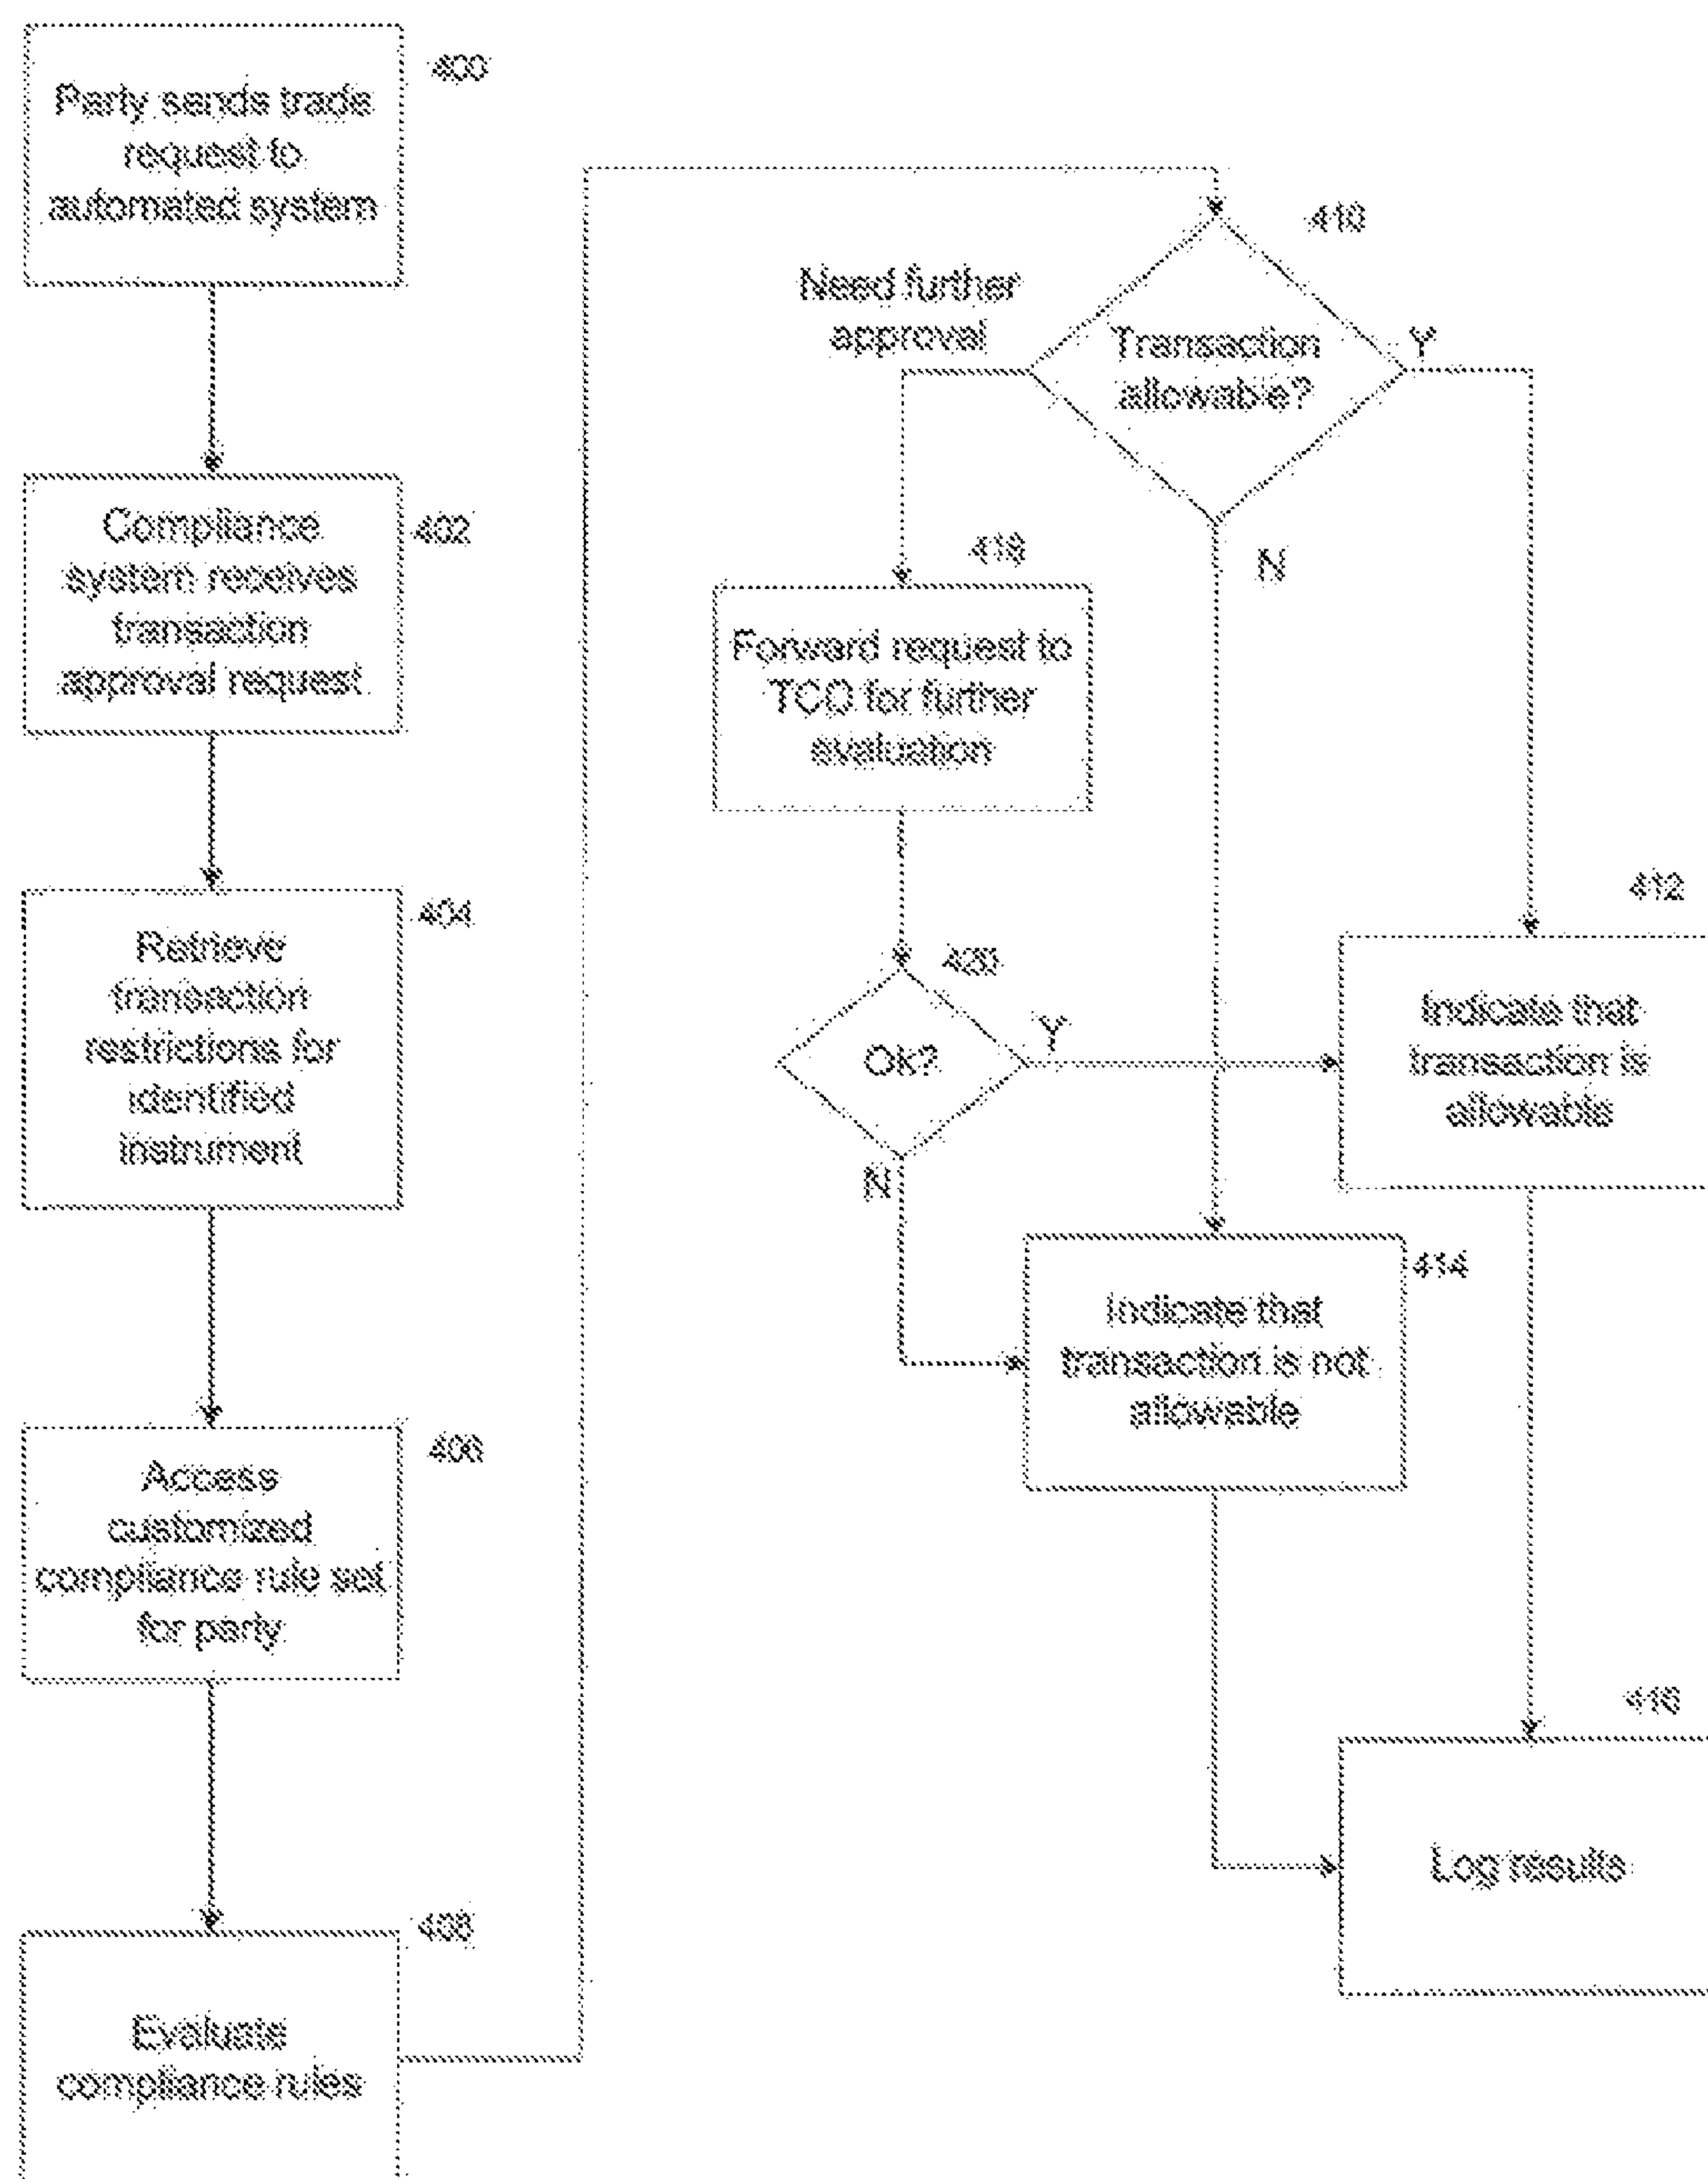 400
Party sends trade
request to
automated system
402
Compliance
system receives
transaction
approval request
404
Retrieve
transaction
restrictions for
identified
instrument
406
Access
customized
compliance rule set
for party
408
Evaluate
compliance rules
410
Transaction
allowable?
Need further
approval
Y
N
418
Forward request to
TCO for further
evaluation
420
Ok?
Y
N
412
Indicate that
transaction is
allowable
414
Indicate that
transaction is not
allowable
416
Log results